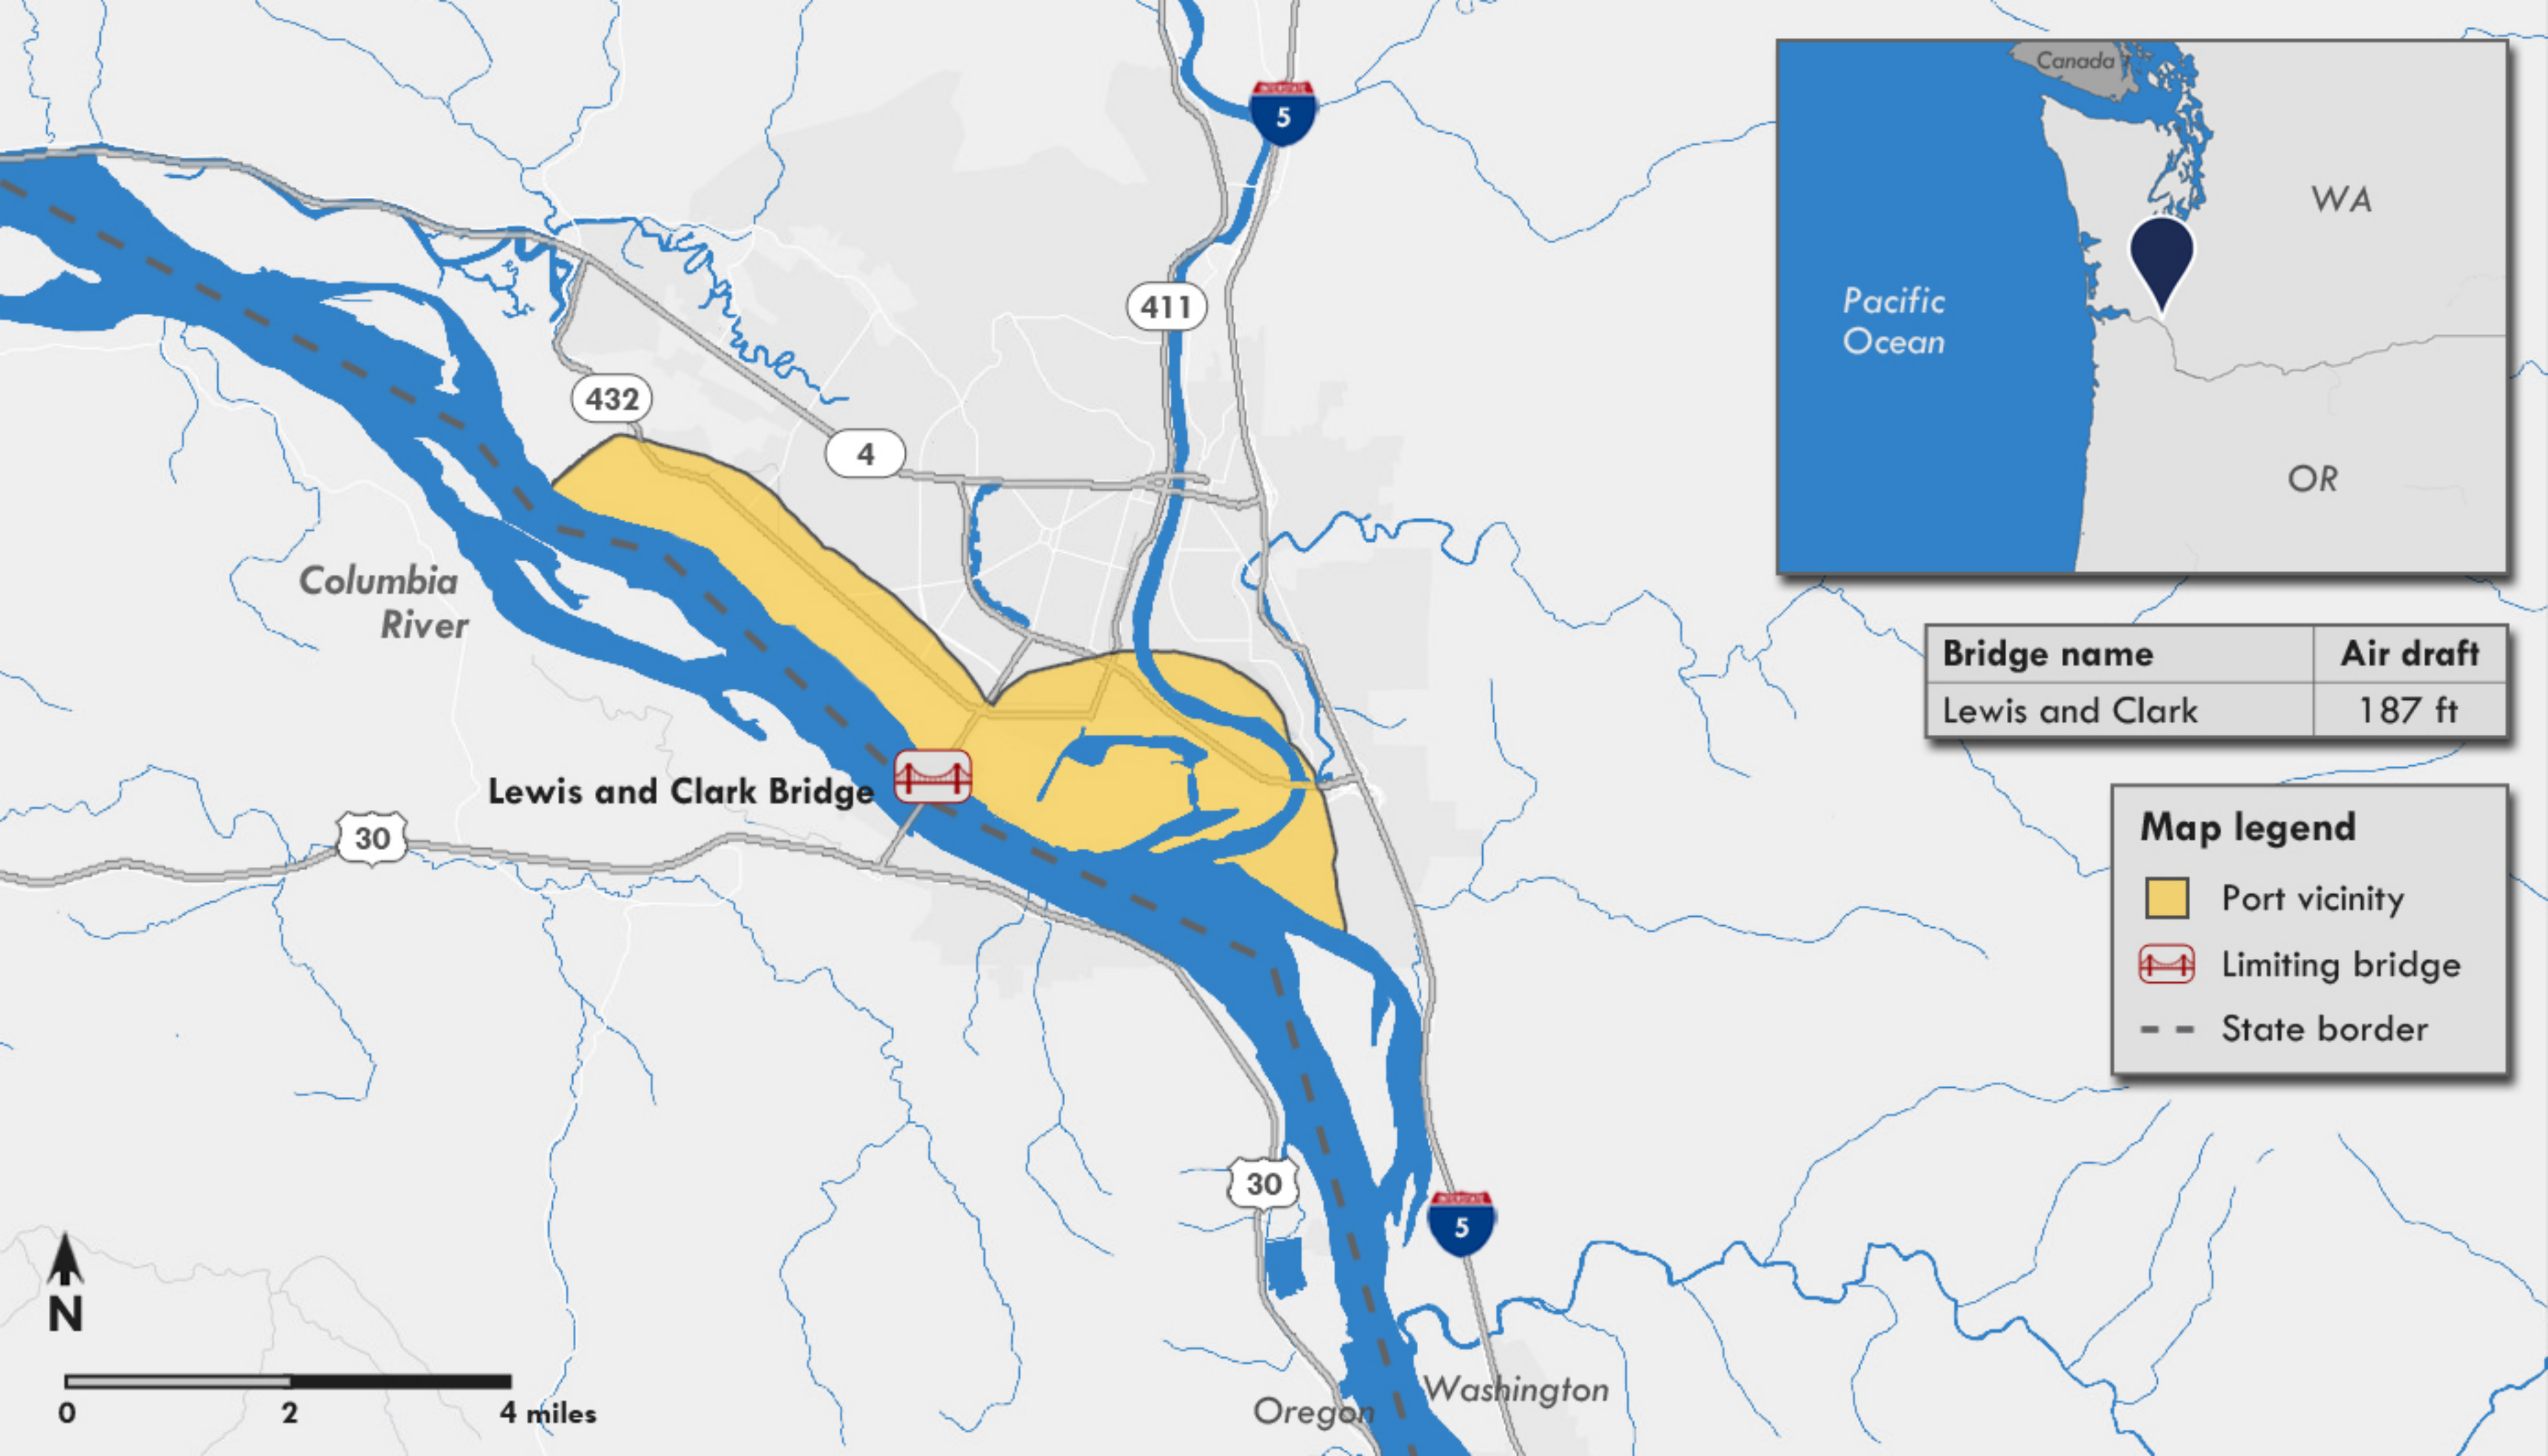 INTERSTATE
5
Canada
WA
Pacific
Ocean
OR
411
432
4
Columbia
River
Bridge name Air draft
Lewis and Clark 187 ft
Lewis and Clark Bridge
30
Map legend
Port vicinity
Limiting bridge
State border
30
INTERSTATE
5
N
0 2 4 miles
Oregon
Washington